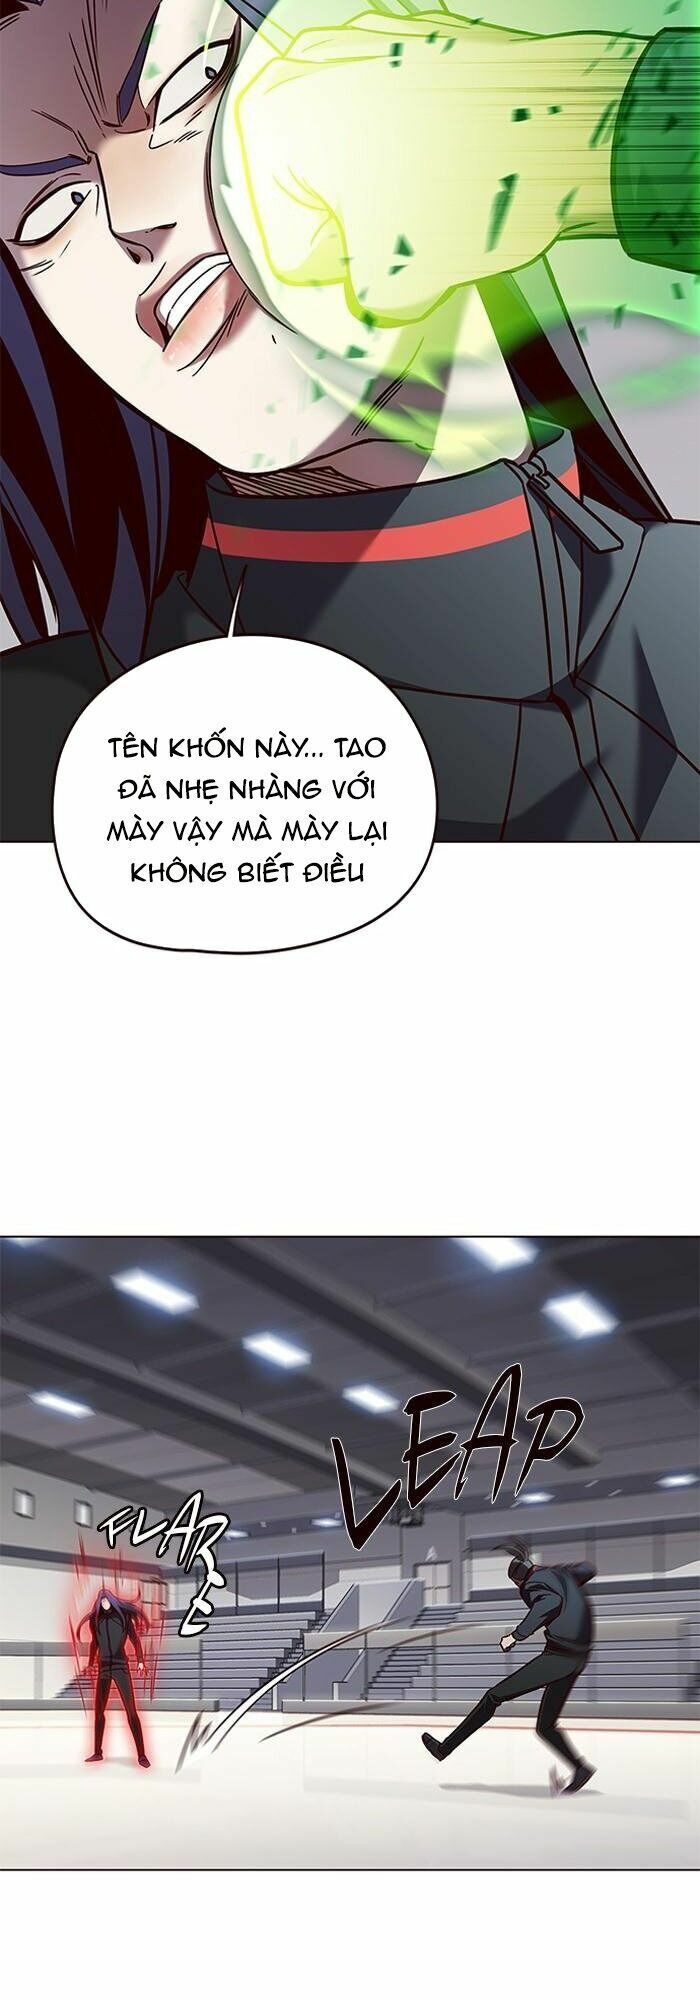 TÊN KHỐN NÀY... TAO
ĐÃ NHẸ NHÀNG VỚI
MÀY VẬY MÀ MÀY LẠI
KHÔNG BIẾT ĐIỀU
LEAP
FLARE